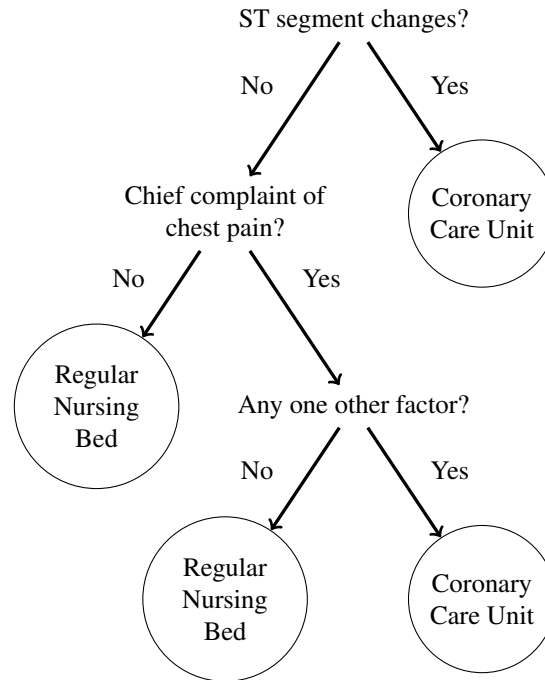 ST segment changes?
No
Yes
Chief complaint of
chest pain?
Coronary
Care Unit
No
Yes
Regular
Nursing
Bed
Any one other factor?
No
Yes
Regular
Nursing
Bed
Coronary
Care Unit